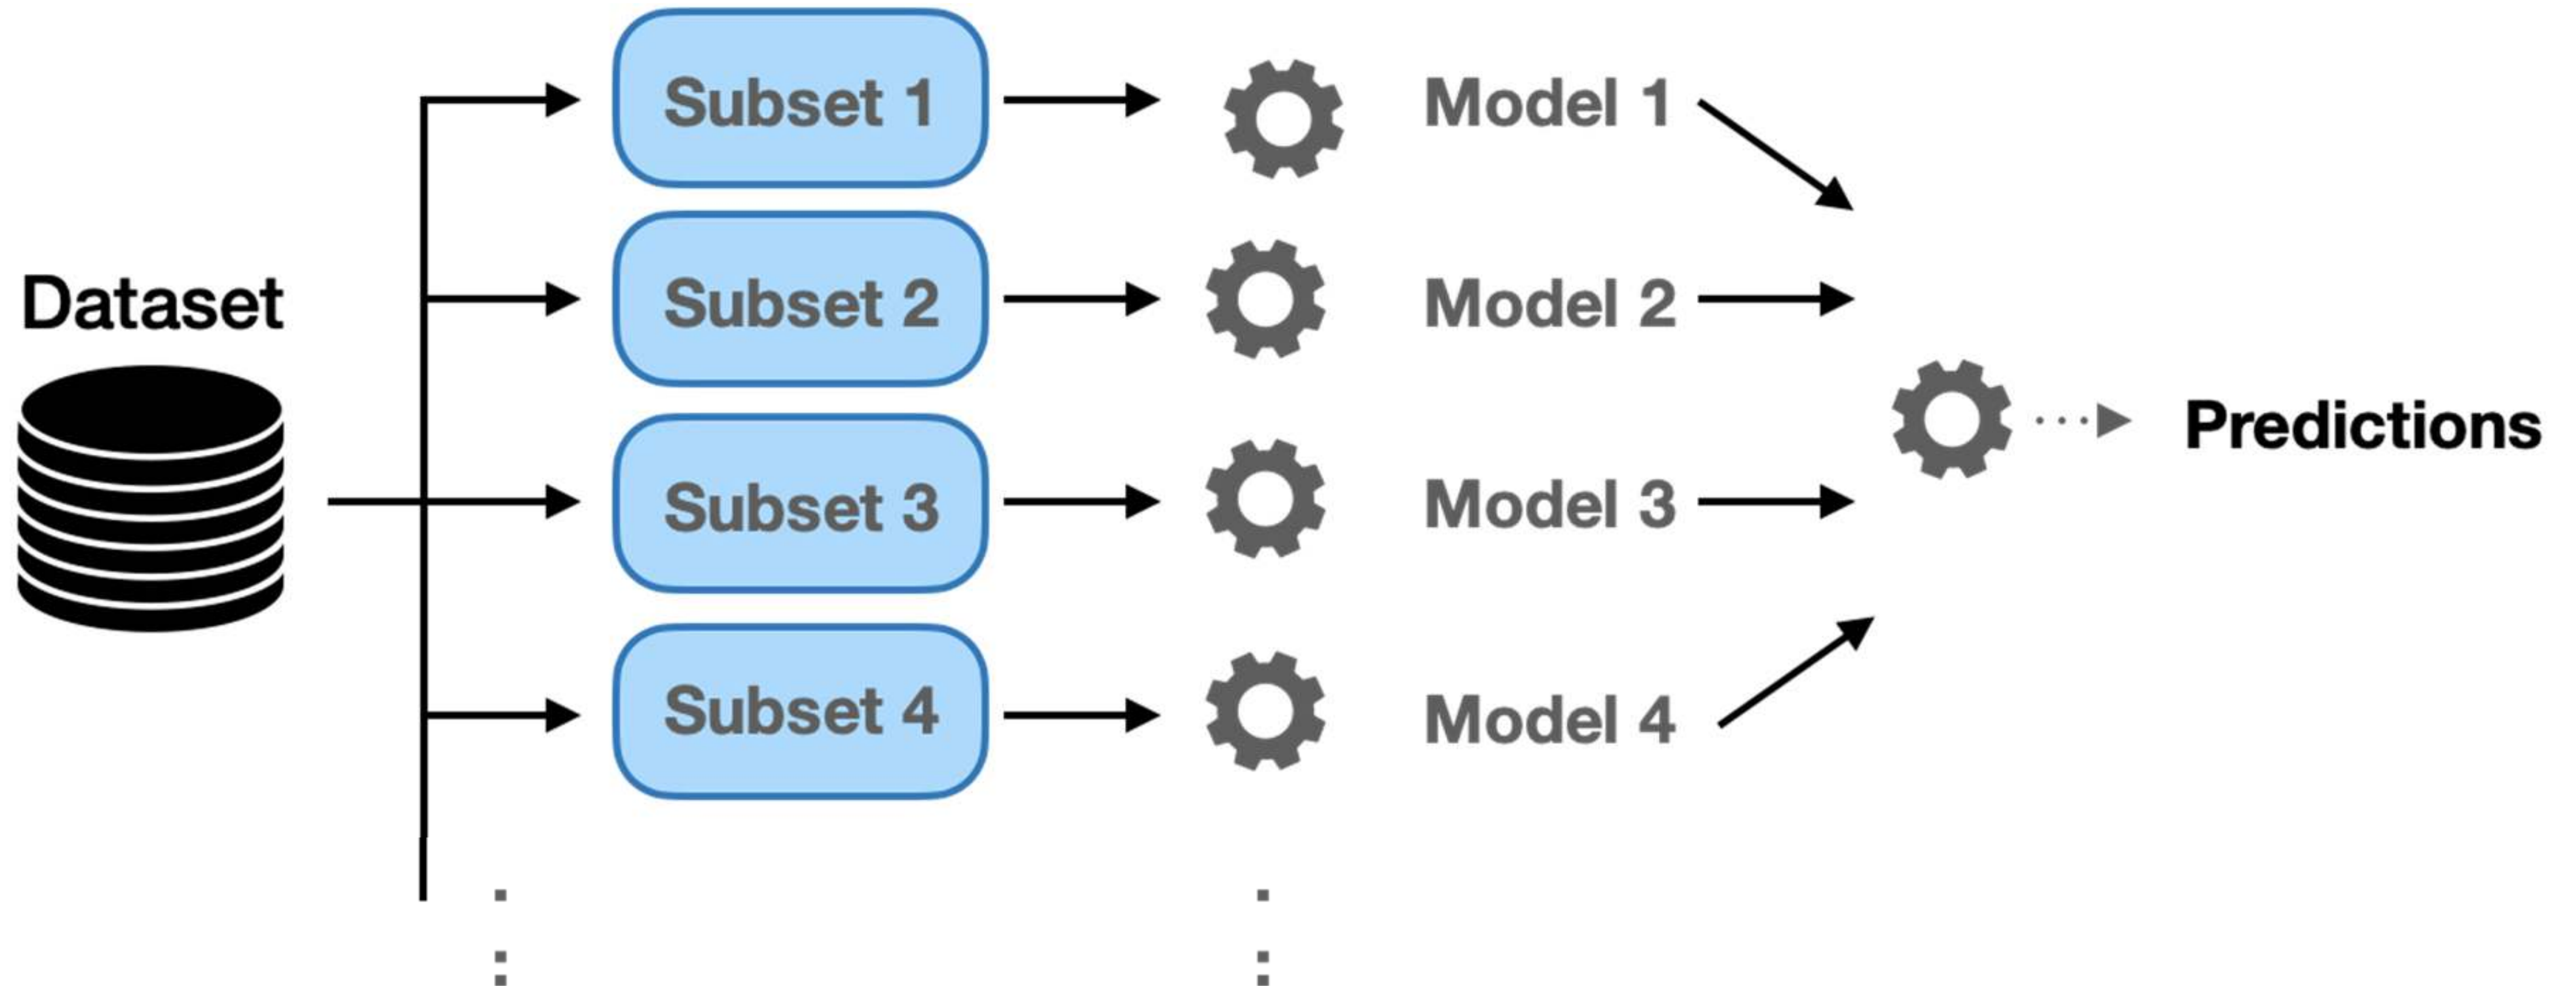 Dataset
Subset 1
Model 1
Subset 2
Model 2
Subset 3
Model 3
Subset 4
Model 4
Predictions